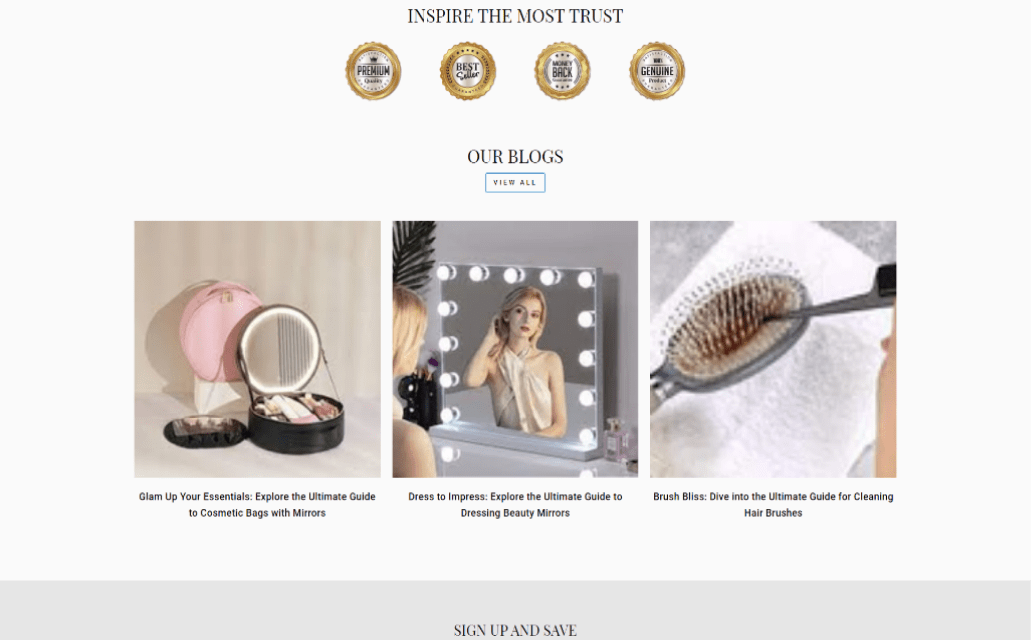 INSPIRE THE MOST TRUST
PREMIUM
Quality
BEST
Seller
MONEY
BACK
100%
GENUINE
Product
OUR BLOGS
VIEW ALL
Glam Up Your Essentials: Explore the Ultimate Guide
to Cosmetic Bags with Mirrors
Dress to Impress: Explore the Ultimate Guide to
Dressing Beauty Mirrors
Brush Bliss: Dive into the Ultimate Guide for Cleaning
Hair Brushes
SIGN UP AND SAVE